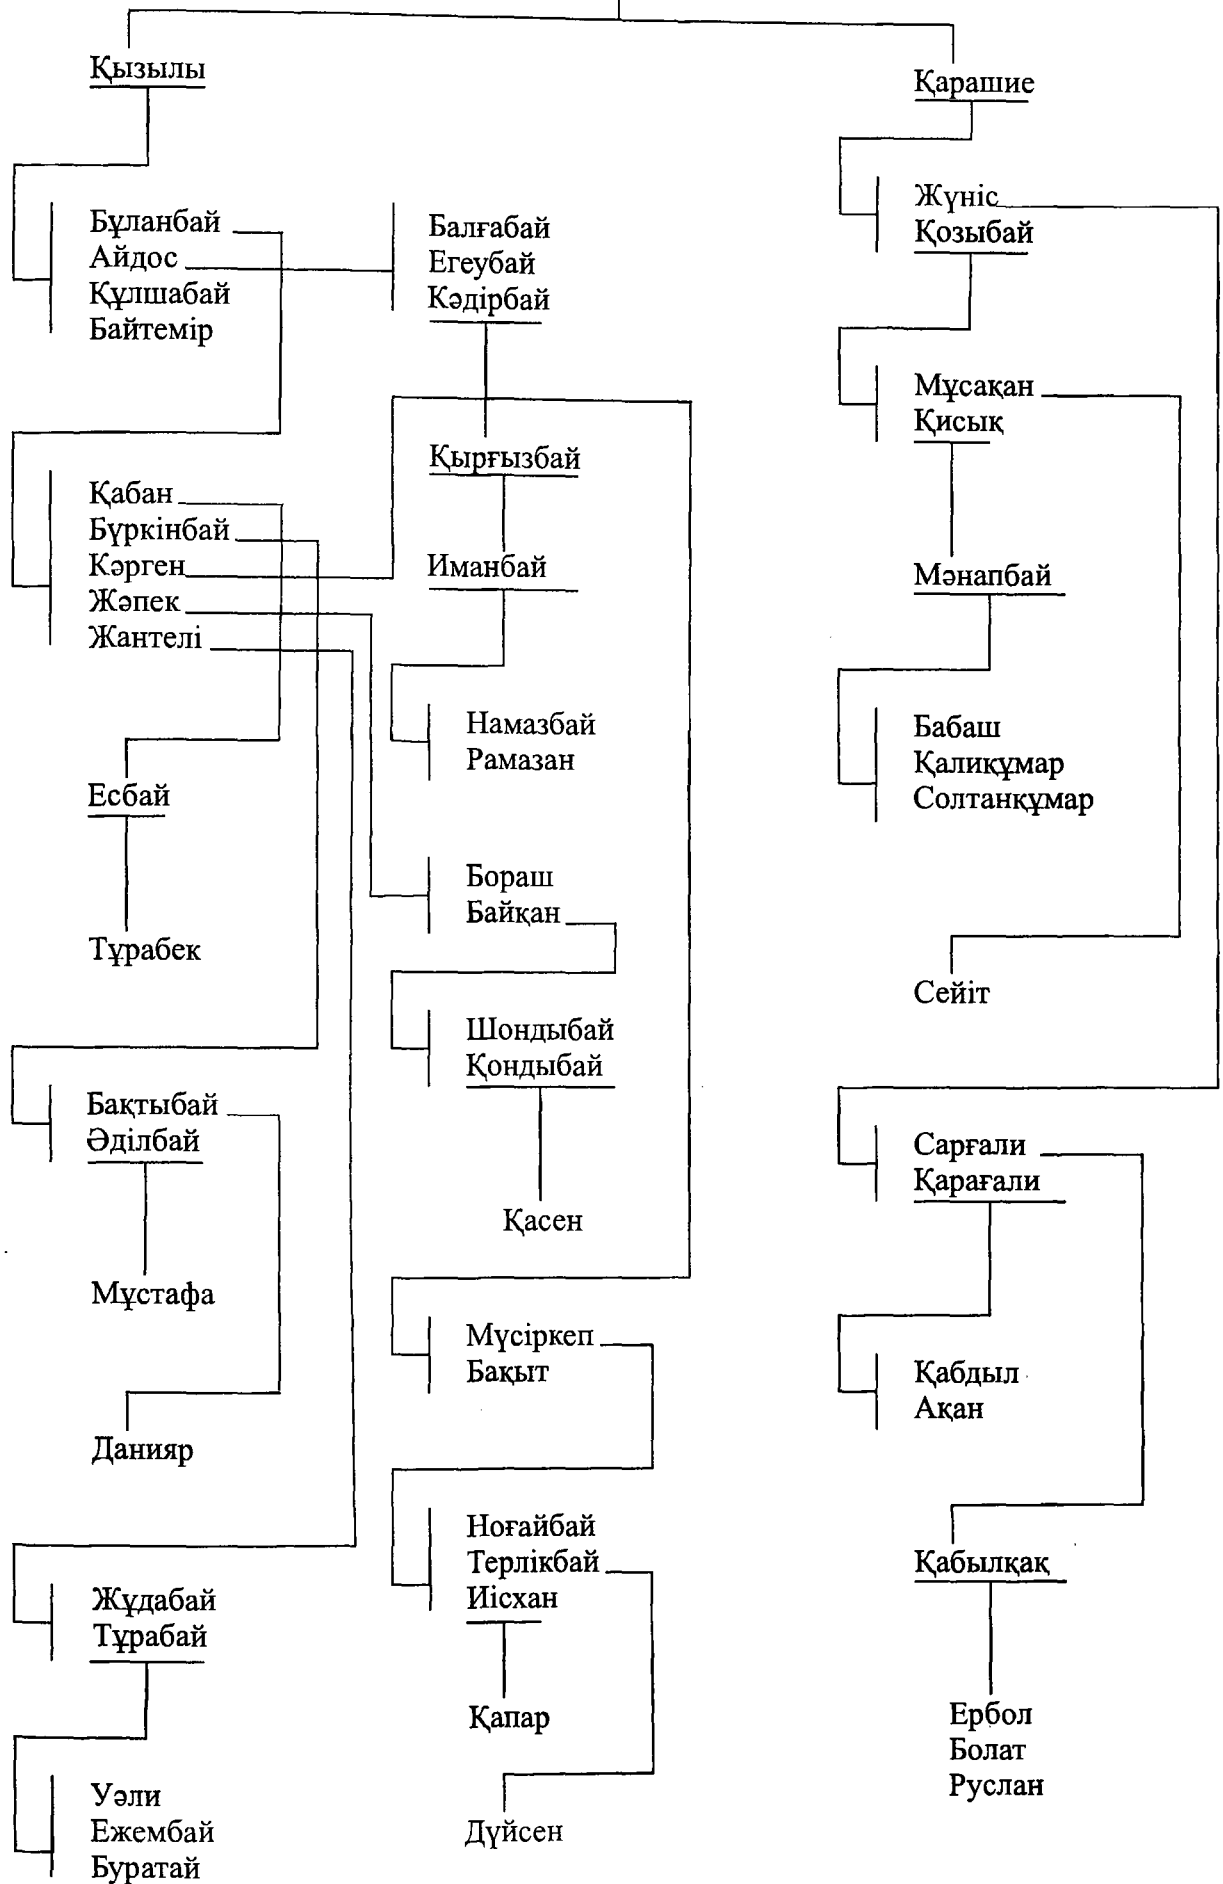 Қызылы
Қарашие
Бұланбай
Айдос
Құлшабай
Байтемір
Балғабай
Егеубай
Кәдірбай
Жүніс
Қозыбай
Мұсақан
Қисық
Қырғызбай
Қабан
Бүркінбай
Кәрген
Жәпек
Жантелі
Иманбай
Мәнапбай
Намазбай
Рамазан
Бабаш
Қалиқұмар
Солтанқұмар
Есбай
Тұрабек
Бораш
Байқан
Сейіт
Шондыбай
Қондыбай
Бақтыбай
Әділбай
Сарғали
Қарағали
Қасен
Мұстафа
Мүсіркеп
Бақыт
Қабдыл
Ақан
Данияр
Ноғайбай
Терлікбай
Иісхан
Қабылқақ
Жұдабай
Тұрабай
Қапар
Ербол
Болат
Руслан
Уәли
Ежембай
Буратай
Дүйсен